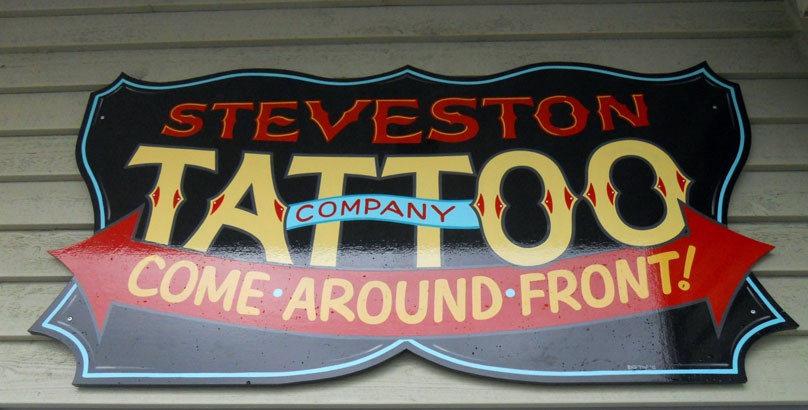 STEVESTON
TATTOO
COMPANY
COME • AROUND • FRONT!